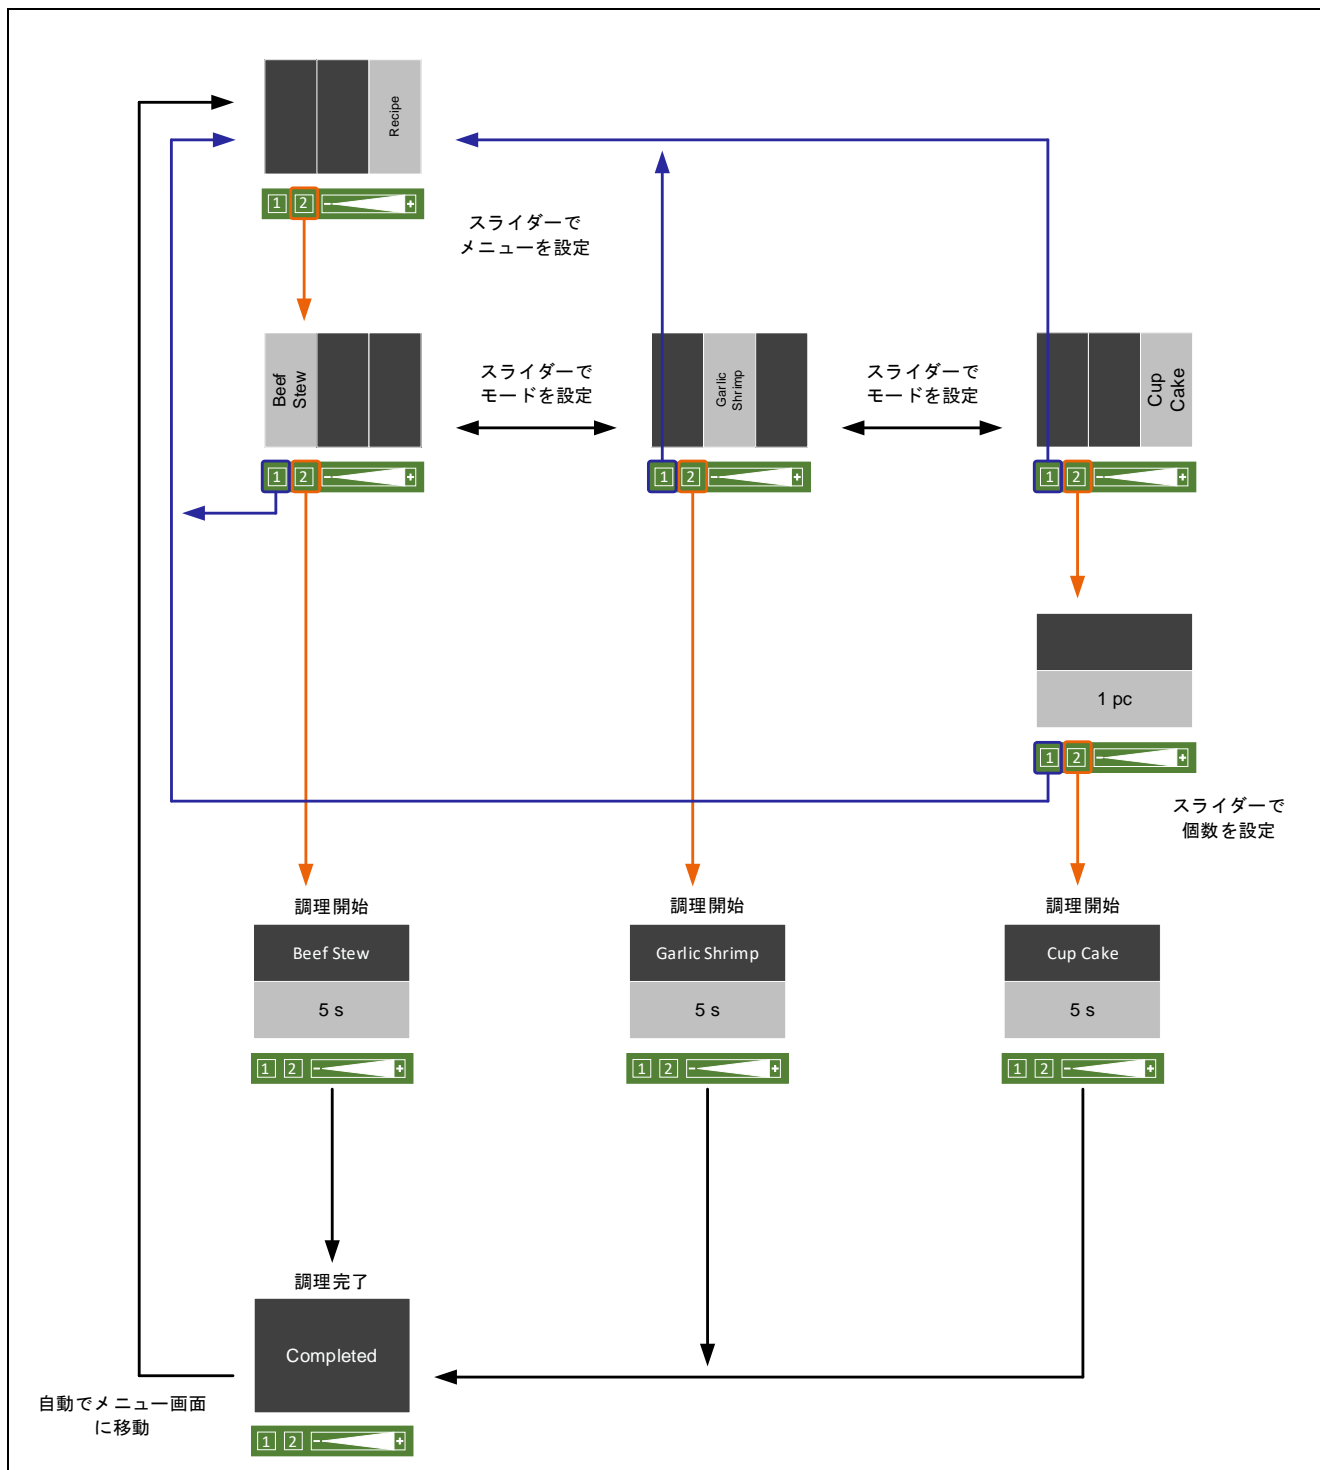 Recipe
1 2 - +
スライダーで
メニューを設定
Beef
Stew
1 2 - +
スライダーで
モードを設定
Garlic
Shrimp
1 2 - +
スライダーで
モードを設定
Cup
Cake
1 2 - +
1 pc
1 2 - +
スライダーで
個数を設定
調理開始
Beef Stew
5 s
1 2 - +
調理開始
Garlic Shrimp
5 s
1 2 - +
調理開始
Cup Cake
5 s
1 2 - +
調理完了
Completed
1 2 - +
自動でメニュー画面
に移動